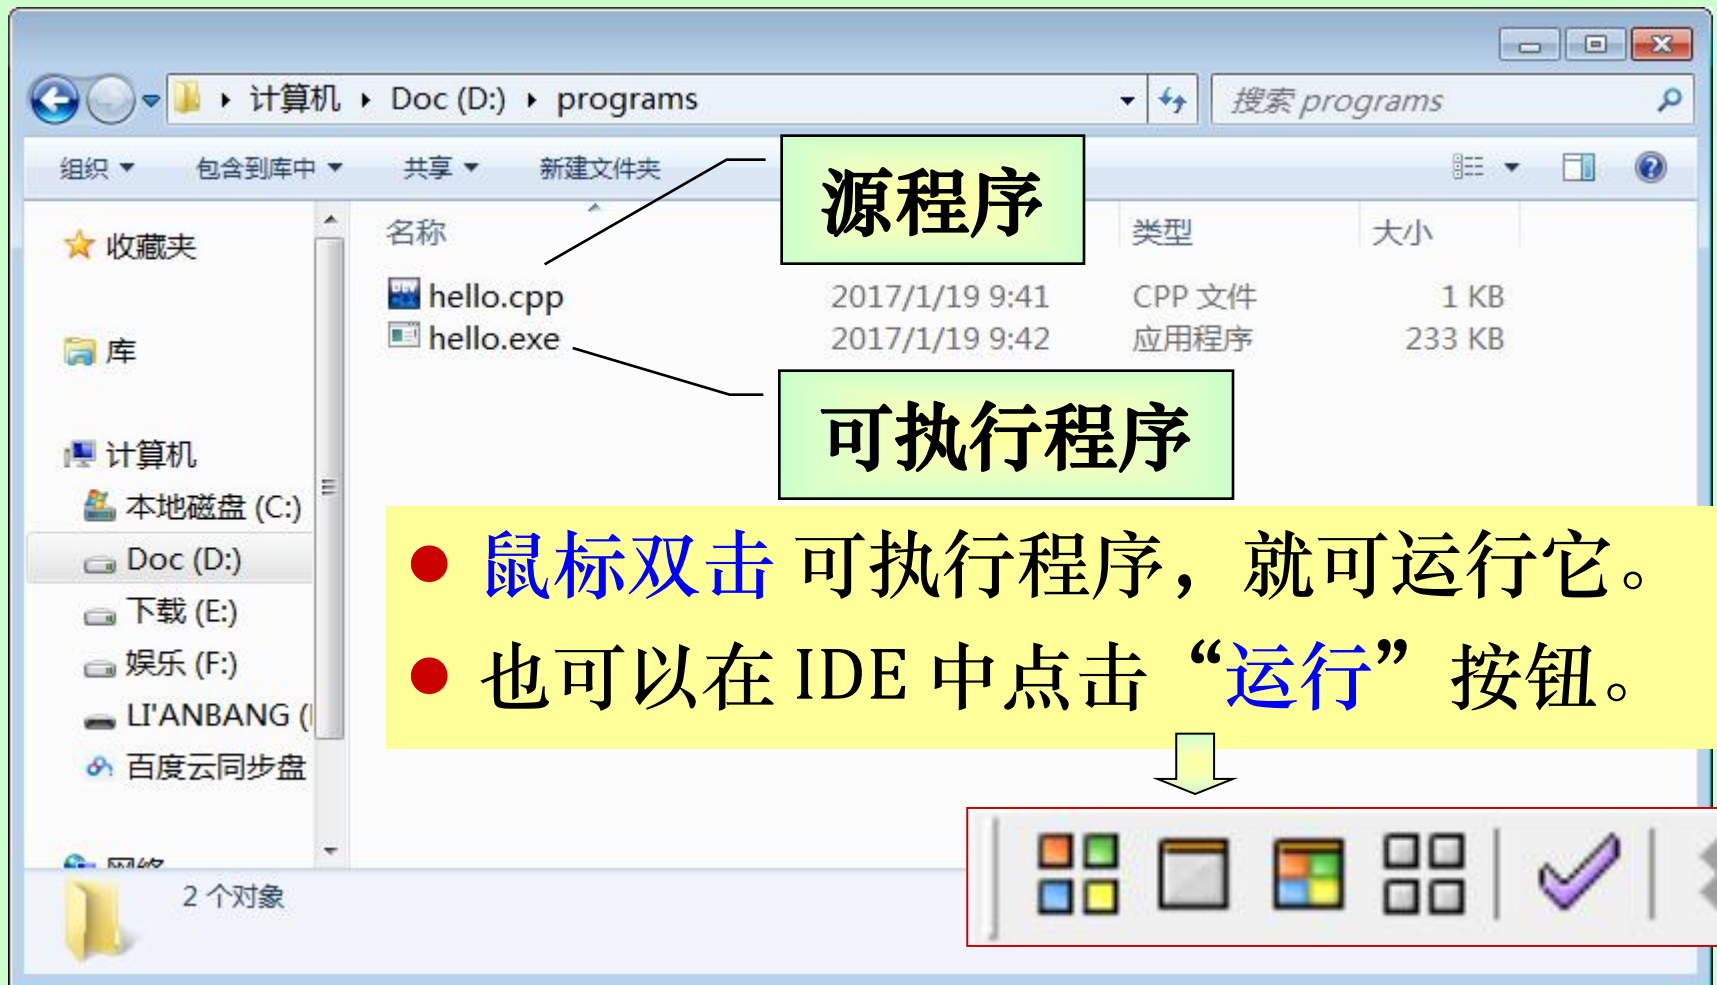 计算机 Doc (D:) programs
搜索 programs
组织 包含到库中 共享 新建文件夹
源程序
名称 类型 大小
hello.cpp 2017/1/19 9:41 CPP 文件 1 KB
hello.exe 2017/1/19 9:42 应用程序 233 KB
可执行程序
收藏夹
库
计算机
本地磁盘 (C:)
Doc (D:)
下载 (E:)
娱乐 (F:)
LI'ANBANG (
百度云同步盘
网络
鼠标双击 可执行程序，就可运行它。
也可以在 IDE 中点击“运行”按钮。
2 个对象